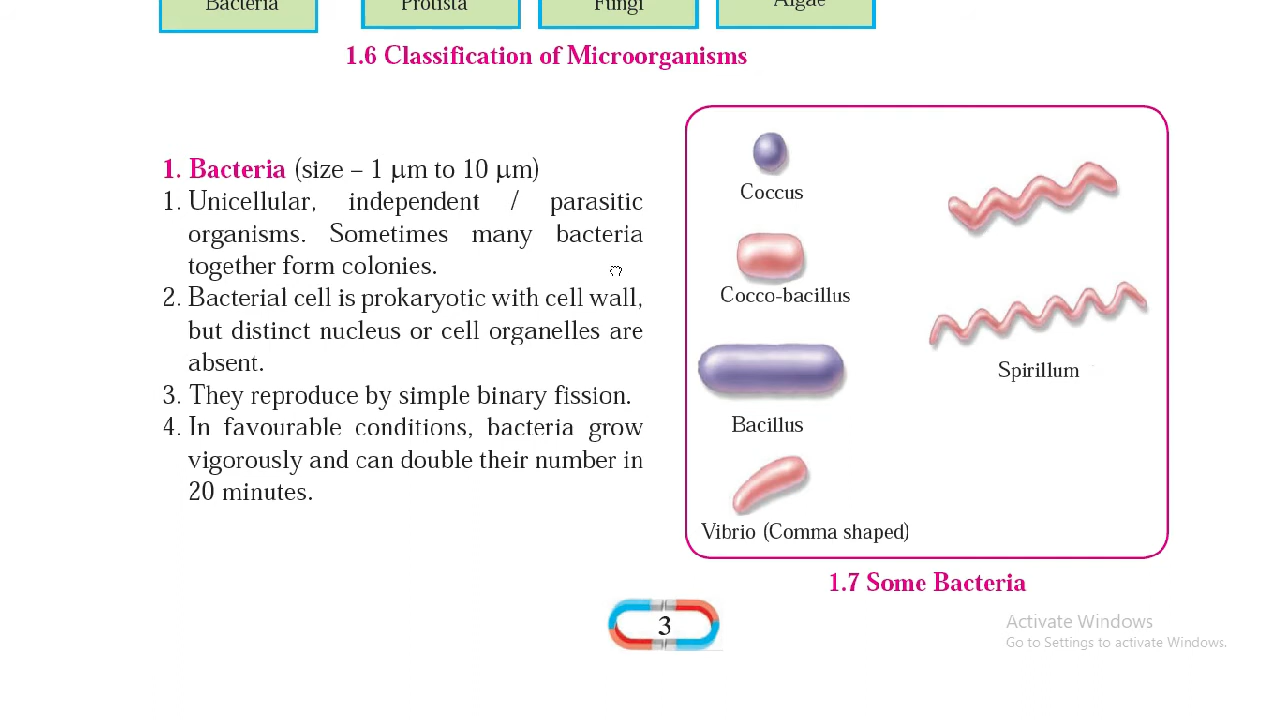 Bacteria
Protista
Fungi
Algae
1.6 Classification of Microorganisms
1. Bacteria (size – 1 μm to 10 μm)
1. Unicellular, independent / parasitic
organisms. Sometimes many bacteria
together form colonies.
2. Bacterial cell is prokaryotic with cell wall,
but distinct nucleus or cell organelles are
absent.
3. They reproduce by simple binary fission.
4. In favourable conditions, bacteria grow
vigorously and can double their number in
20 minutes.
Coccus
Cocco-bacillus
Bacillus
Vibrio (Comma shaped)
Spirillum
1.7 Some Bacteria
3
Activate Windows
Go to Settings to activate Windows.